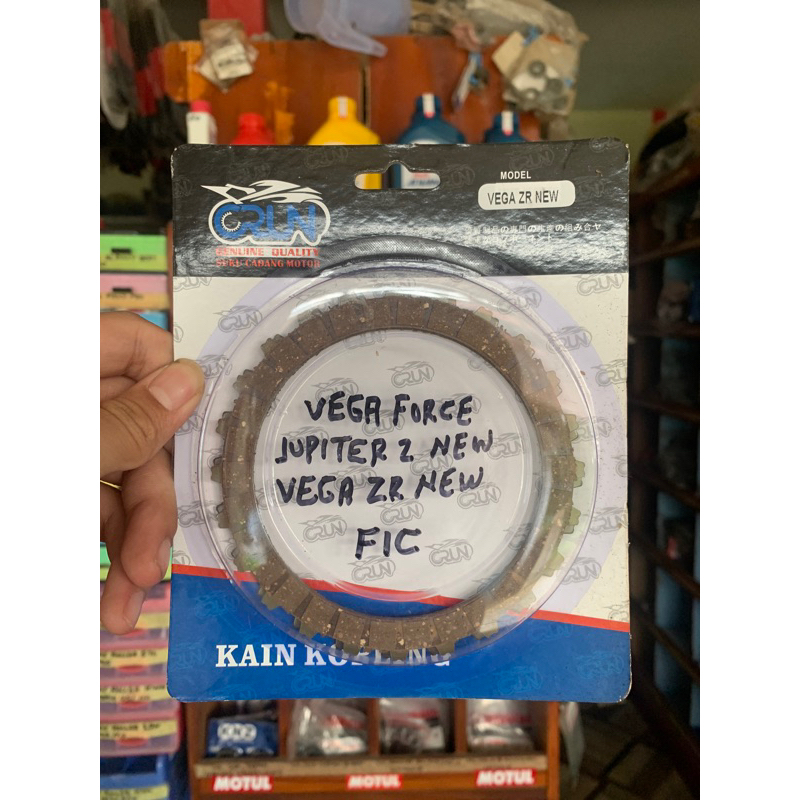 MODEL
VEGA ZR NEW
CRUN
GENUINE QUALITY
SUKU CADANG MOTOR
VEGA FORCE
JUPITER Z NEW
VEGA ZR NEW
FIC
KAIN KOPLING
MOTUL
MOTUL
MOTUL